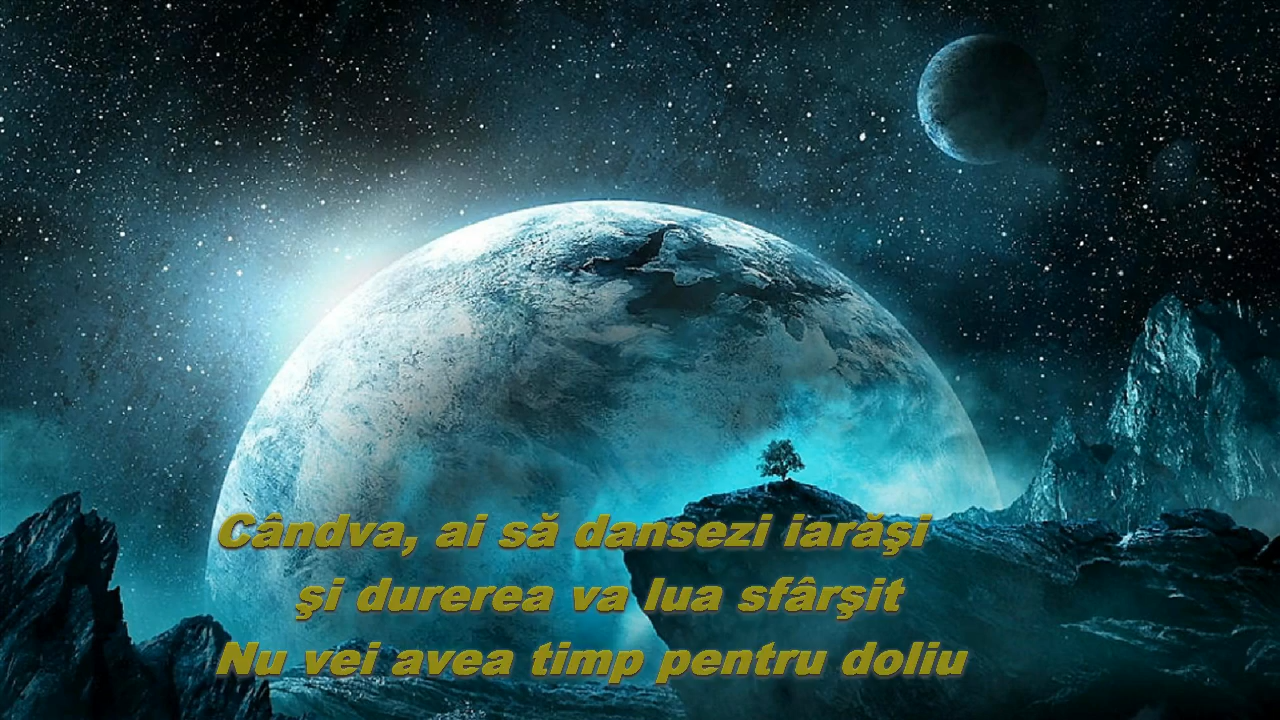 Cândva, ai să dansezi iarăşi
şi durerea va lua sfârşit
Nu vei avea timp pentru doliu